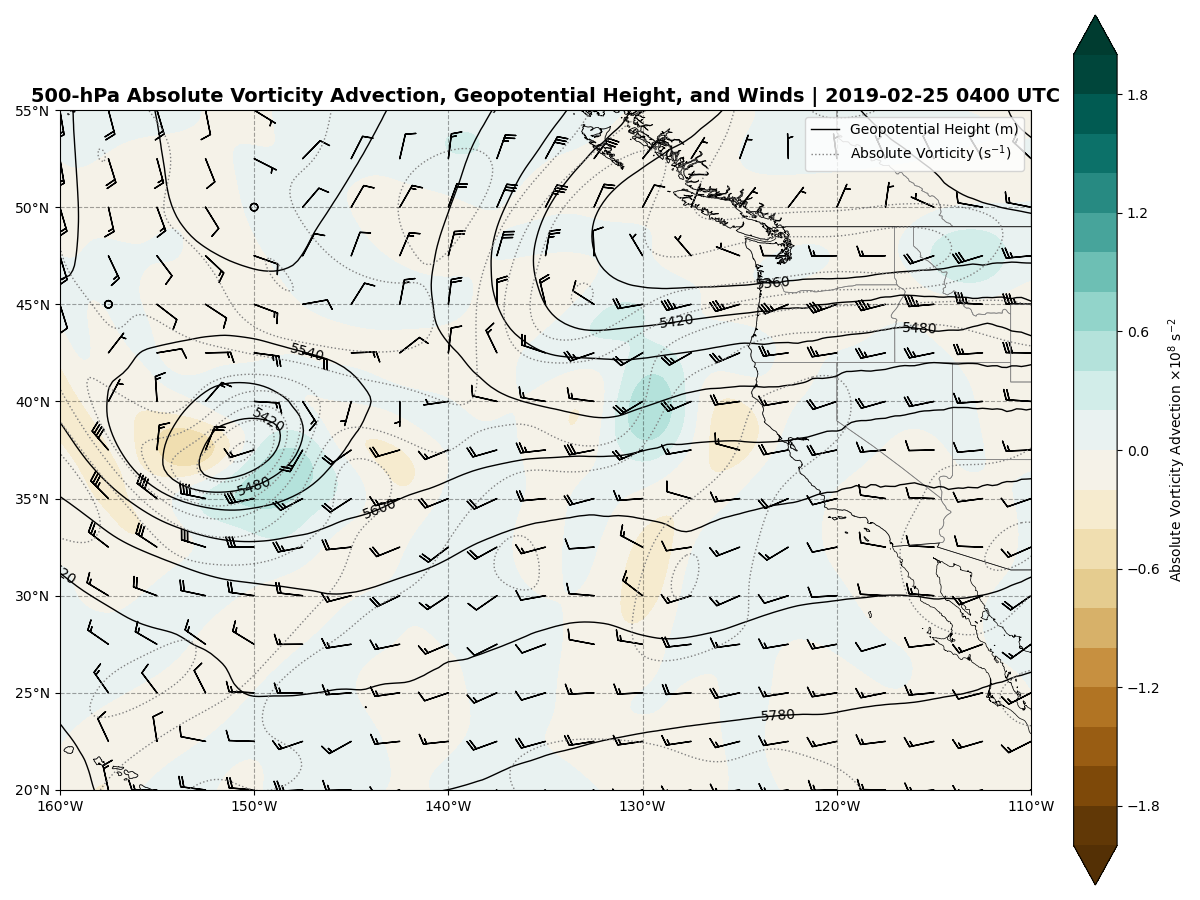 500-hPa Absolute Vorticity Advection, Geopotential Height, and Winds | 2019-02-25 0400 UTC
Geopotential Height (m)
Absolute Vorticity (s⁻¹)
55°N
50°N
45°N
40°N
35°N
30°N
25°N
20°N
160°W
150°W
140°W
130°W
120°W
110°W
5360
5420
5480
5540
5420
5480
5600
20
5780
1.8
1.2
0.6
0.0
−0.6
−1.2
−1.8
Absolute Vorticity Advection ×10⁹ s⁻²